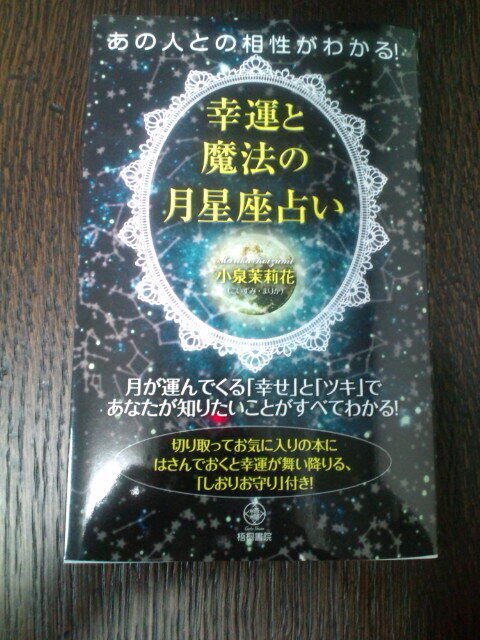 あの人との相性がわかる!
幸運と
魔法の
月星座占い
Marika Koizumi
小泉茉莉花
(こいずみ・まりか)
月が運んでくる「幸せ」と「ツキ」で
あなたが知りたいことがすべてわかる!
切り取ってお気に入りの本に
はさんでおくと幸運が舞い降りる、
「しおりお守り」付き!
梧桐書院